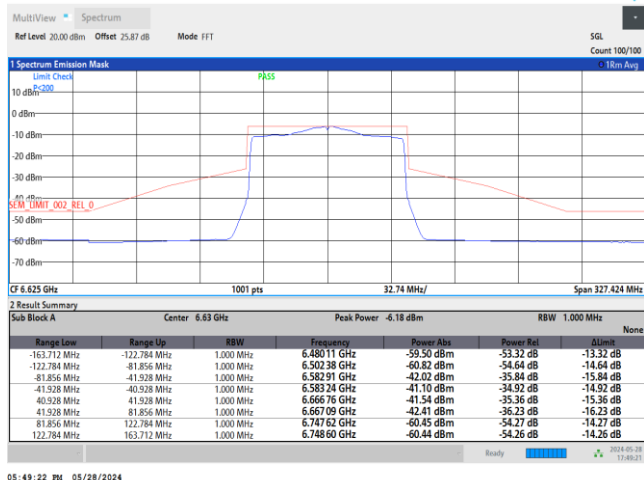 MultiView Spectrum
Ref Level 20.00 dBm Offset 25.87 dB Mode FFT SGL
Count 100/100
1 Spectrum Emission Mask 1Rm Avg
Limit Check PASS
P<200
10 dBm
0 dBm
-10 dBm
-20 dBm
-30 dBm
-40 dBm
SEM_LIMIT_002_REL_0
-50 dBm
-60 dBm
-70 dBm
CF 6.625 GHz 1001 pts 32.74 MHz/ Span 327.424 MHz
2 Result Summary
Sub Block A Center 6.63 GHz Peak Power -6.18 dBm RBW 1.000 MHz
None
Range Low Range Up RBW Frequency Power Abs Power Rel ΔLimit
-163.712 MHz -122.784 MHz 1.000 MHz 6.48011 GHz -59.50 dBm -53.32 dB -13.32 dB
-122.784 MHz -81.856 MHz 1.000 MHz 6.50238 GHz -60.82 dBm -54.64 dB -14.64 dB
-81.856 MHz -41.928 MHz 1.000 MHz 6.58291 GHz -42.02 dBm -35.84 dB -15.84 dB
-41.928 MHz -40.928 MHz 1.000 MHz 6.58324 GHz -41.10 dBm -34.92 dB -14.92 dB
40.928 MHz 41.928 MHz 1.000 MHz 6.66676 GHz -41.54 dBm -35.36 dB -15.36 dB
41.928 MHz 81.856 MHz 1.000 MHz 6.66709 GHz -42.41 dBm -36.23 dB -16.23 dB
81.856 MHz 122.784 MHz 1.000 MHz 6.74762 GHz -60.45 dBm -54.27 dB -14.27 dB
122.784 MHz 163.712 MHz 1.000 MHz 6.74860 GHz -60.44 dBm -54.26 dB -14.26 dB
Ready 2024-05-28
17:49:21
05:49:22 PM 05/28/2024